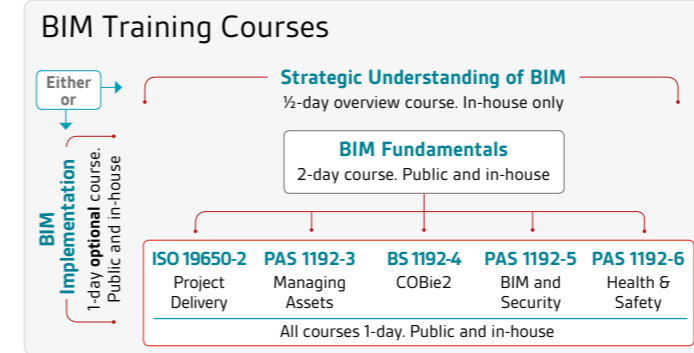 BIM Training Courses
Either
or
Strategic Understanding of BIM
½-day overview course. In-house only
BIM
Implementation
1-day optional course.
Public and in-house
BIM Fundamentals
2-day course. Public and in-house
ISO 19650-2
Project
Delivery
PAS 1192-3
Managing
Assets
BS 1192-4
COBie2
PAS 1192-5
BIM and
Security
PAS 1192-6
Health &
Safety
All courses 1-day. Public and in-house